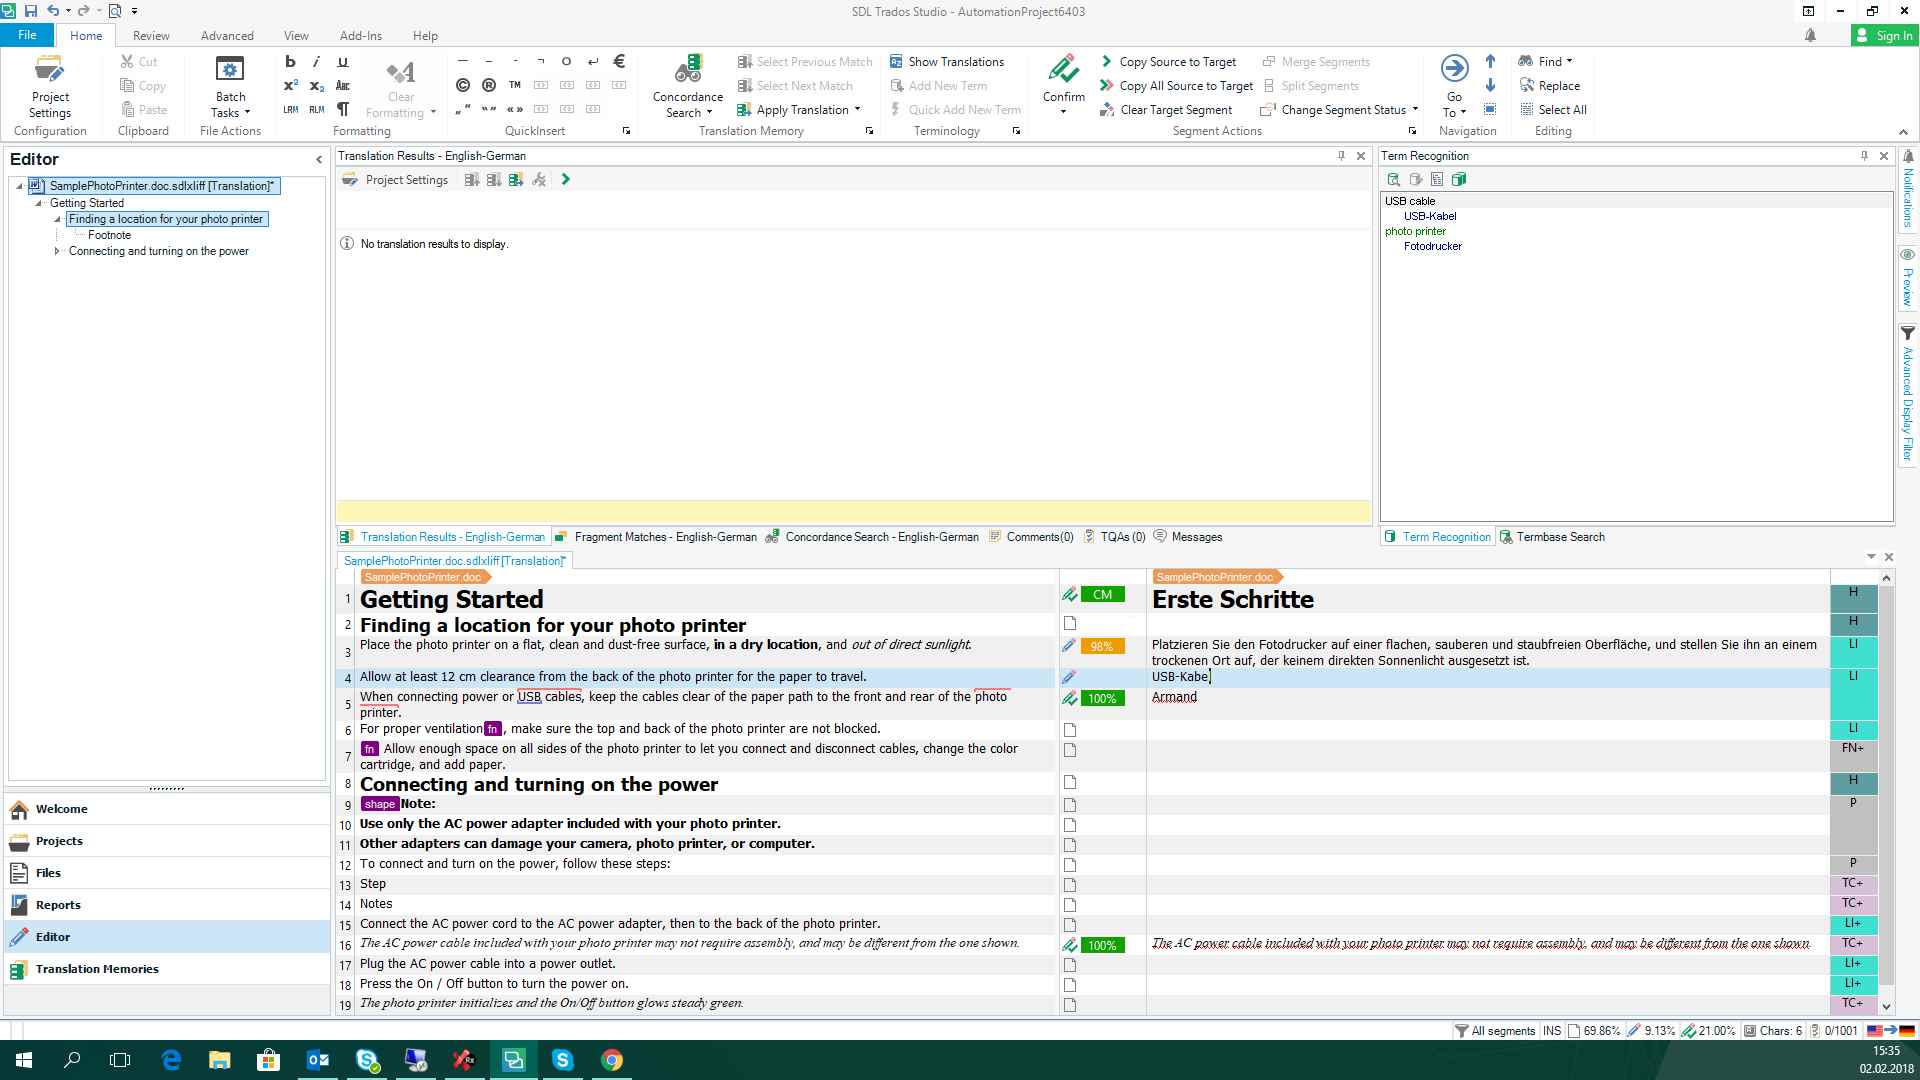 SDL Trados Studio - AutomationProject6403
File Home Review Advanced View Add-Ins Help
Sign In
Project Settings
Configuration
Cut
Copy
Paste
Clipboard
Batch Tasks
File Actions
Clear Formatting
Formatting
LRM RLM
TM
QuickInsert
Concordance Search
Select Previous Match
Select Next Match
Apply Translation
Translation Memory
Show Translations
Add New Term
Quick Add New Term
Terminology
Confirm
Copy Source to Target
Copy All Source to Target
Clear Target Segment
Merge Segments
Split Segments
Change Segment Status
Segment Actions
Go To
Navigation
Find
Replace
Select All
Editing
Editor
SamplePhotoPrinter.doc.sdlxliff [Translation]*
Getting Started
Finding a location for your photo printer
Footnote
Connecting and turning on the power
Welcome
Projects
Files
Reports
Editor
Translation Memories
Translation Results - English-German
Project Settings
No translation results to display.
Term Recognition
USB cable
USB-Kabel
photo printer
Fotodrucker
Notifications
Preview
Advanced Display Filter
Translation Results - English-German Fragment Matches - English-German Concordance Search - English-German Comments(0) TQAs (0) Messages
Term Recognition Termbase Search
SamplePhotoPrinter.doc.sdlxliff [Translation]*
SamplePhotoPrinter.doc SamplePhotoPrinter.doc
1 Getting Started CM Erste Schritte H
2 Finding a location for your photo printer H
3 Place the photo printer on a flat, clean and dust-free surface, in a dry location, and out of direct sunlight. 98% Platzieren Sie den Fotodrucker auf einer flachen, sauberen und staubfreien Oberfläche, und stellen Sie ihn an einem LI
trockenen Ort auf, der keinem direkten Sonnenlicht ausgesetzt ist.
4 Allow at least 12 cm clearance from the back of the photo printer for the paper to travel. USB-Kabel LI
5 When connecting power or USB cables, keep the cables clear of the paper path to the front and rear of the photo 100% Armand
printer.
6 For proper ventilation fn , make sure the top and back of the photo printer are not blocked. LI
7 fn Allow enough space on all sides of the photo printer to let you connect and disconnect cables, change the color FN+
cartridge, and add paper.
8 Connecting and turning on the power H
9 shape Note: P
10 Use only the AC power adapter included with your photo printer.
11 Other adapters can damage your camera, photo printer, or computer.
12 To connect and turn on the power, follow these steps: P
13 Step TC+
14 Notes TC+
15 Connect the AC power cord to the AC power adapter, then to the back of the photo printer. LI+
16 The AC power cable included with your photo printer may not require assembly, and may be different from the one shown. 100% The AC power cable included with your photo printer may not require assembly, and may be different from the one shown TC+
17 Plug the AC power cable into a power outlet. LI+
18 Press the On / Off button to turn the power on. LI+
19 The photo printer initializes and the On/Off button glows steady green. TC+
All segments INS 69.86% 9.13% 21.00% Chars: 6 0/1001
15:35
02.02.2018